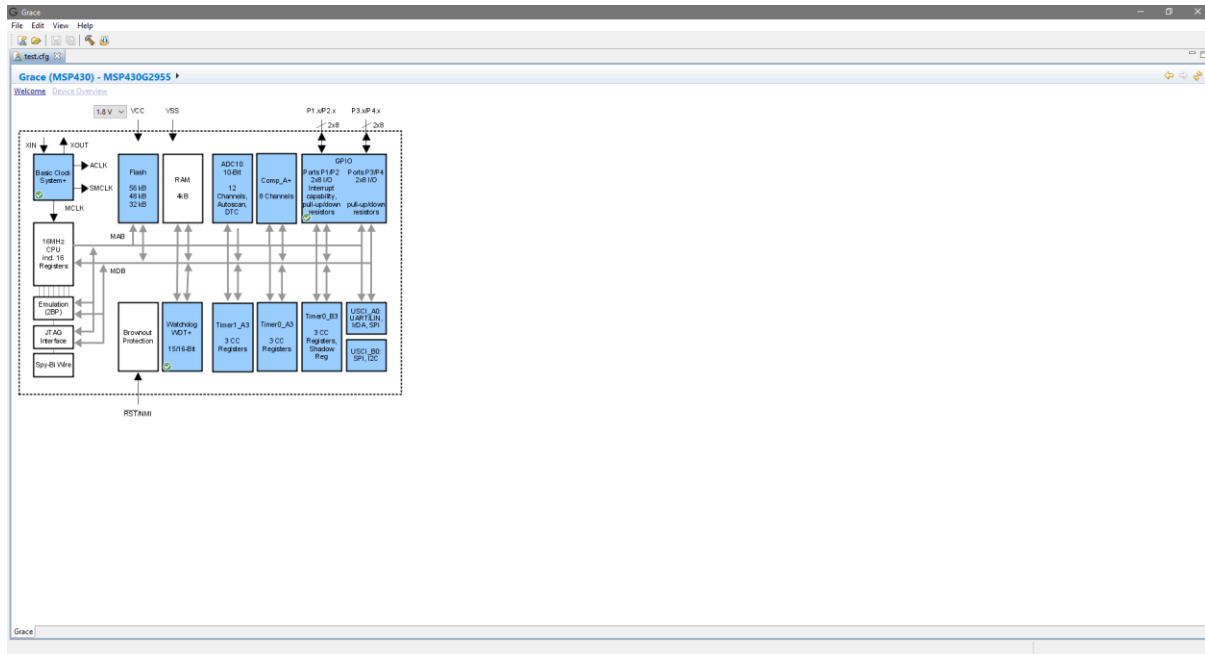 Grace
File Edit View Help
test.cfg
Grace (MSP430) - MSP430G2955
Welcome Device Overview
1.8 V VCC VSS P1.x/P2.x P3.x/P4.x
2x8 2x8
XIN XOUT
Basic Clock
System+
ACLK
SMCLK
MCLK
Flash
56 kB
48 kB
32 kB
RAM
4kB
ADC10
10-Bit
12
Channels,
Autoscan,
DTC
Comp_A+
8 Channels
GPIO
Ports P1/P2
2x8 I/O
Interrupt
capability,
pull-up/down
resistors
Ports P3/P4
2x8 I/O
pull-up/down
resistors
16MHz
CPU
incl. 16
Registers
MAB
MDB
Emulation
(2BP)
JTAG
Interface
Spy-Bi Wire
Brownout
Protection
Watchdog
WDT+
15/16-Bit
Timer1_A3
3 CC
Registers
Timer0_A3
3 CC
Registers
Timer0_B3
3 CC
Registers,
Shadow
Reg
USCI_A0:
UART/LIN,
IrDA, SPI
USCI_B0:
SPI, I2C
RST/NMI
Grace